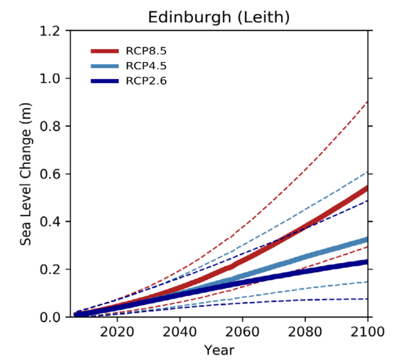 Edinburgh (Leith)
1.2
1.0
0.8
0.6
0.4
0.2
0.0
Sea Level Change (m)
RCP8.5
RCP4.5
RCP2.6
2020 2040 2060 2080 2100
Year